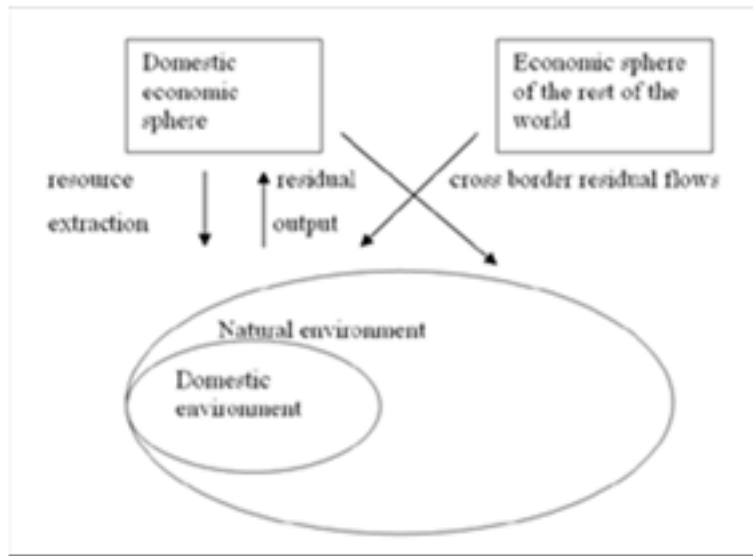 Domestic
economic
sphere
Economic sphere
of the rest of the
world
resource
extraction
residual
output
cross border residual flows
Natural environment
Domestic
environment